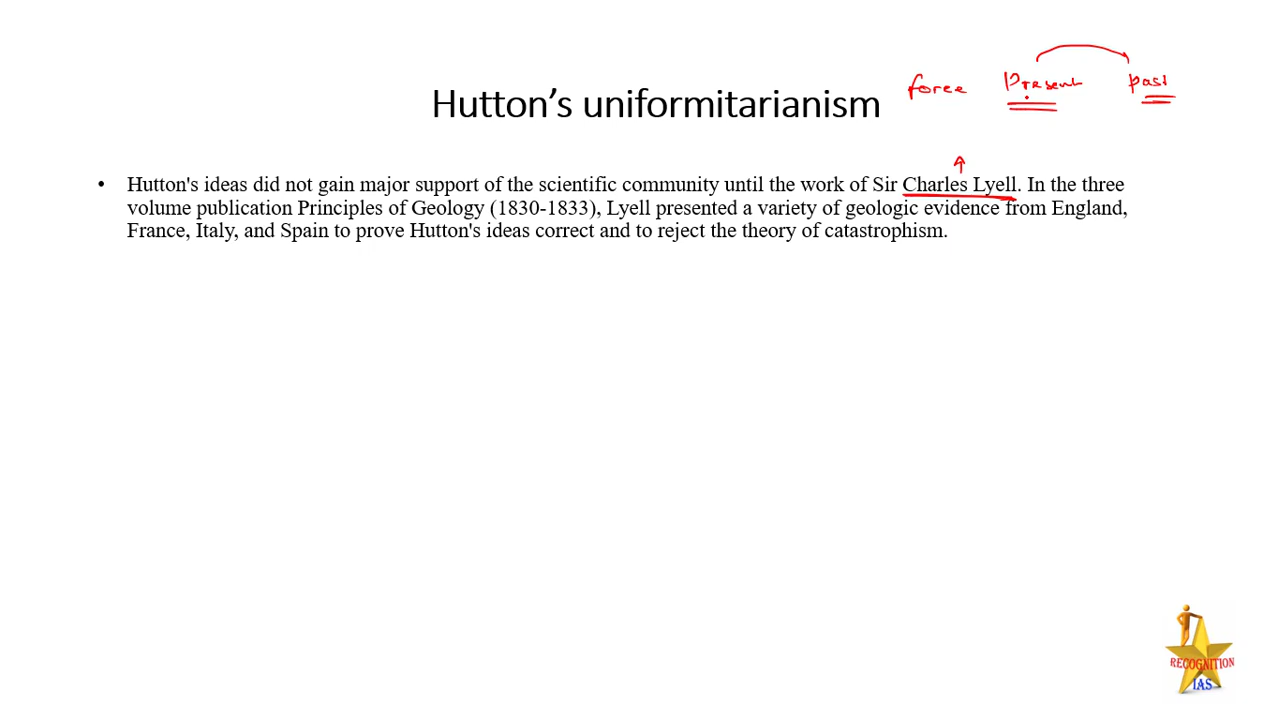 force Present past
Hutton’s uniformitarianism
• Hutton's ideas did not gain major support of the scientific community until the work of Sir Charles Lyell. In the three
volume publication Principles of Geology (1830-1833), Lyell presented a variety of geologic evidence from England,
France, Italy, and Spain to prove Hutton's ideas correct and to reject the theory of catastrophism.
RECOGNITION
IAS